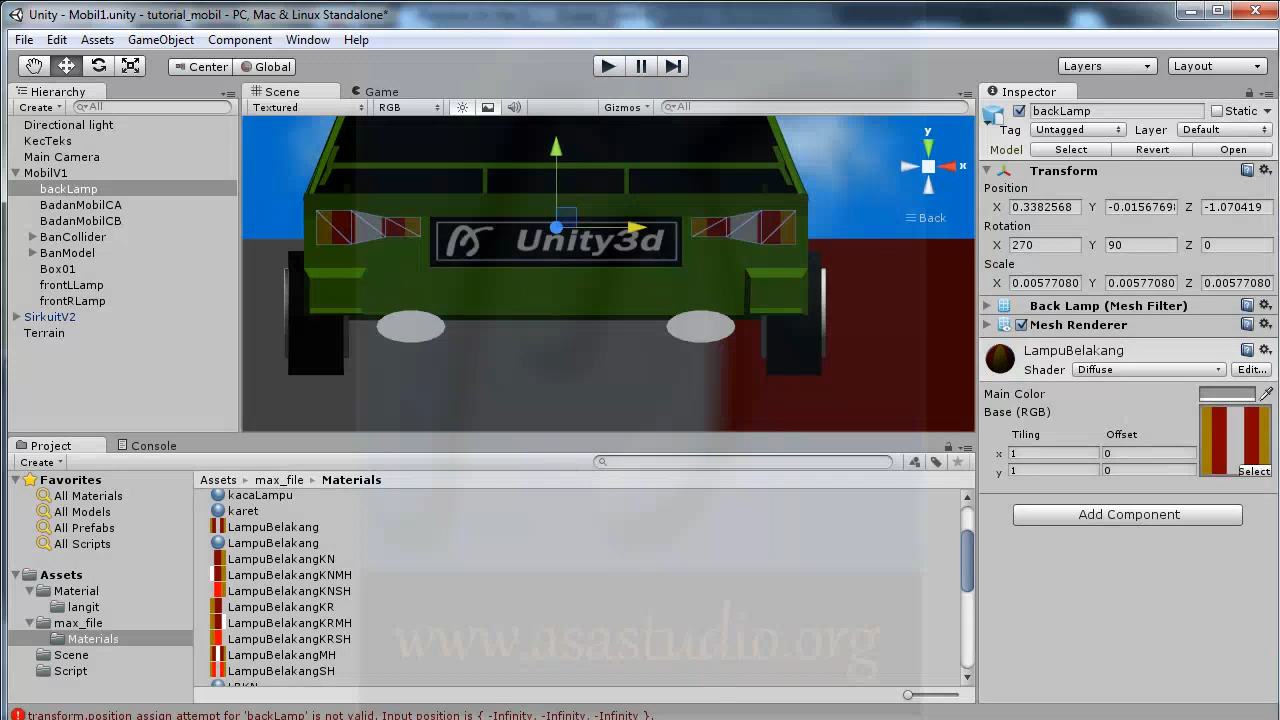 Unity - Mobil1.unity - tutorial_mobil - PC, Mac & Linux Standalone*
File Edit Assets GameObject Component Window Help
Center Global Layers Layout
Hierarchy
Create All
Directional light
KecTeks
Main Camera
MobilV1
backLamp
BadanMobilCA
BadanMobilCB
BanCollider
BanModel
Box01
frontLLamp
frontRLamp
SirkuitV2
Terrain
Scene Game
Textured RGB Gizmos All
y
x
Back
Unity3d
Inspector
backLamp Static
Tag Untagged Layer Default
Model Select Revert Open
Transform
Position
X 0.3382568 Y -0.0156769 Z -1.070419
Rotation
X 270 Y 90 Z 0
Scale
X 0.00577080 Y 0.00577080 Z 0.00577080
Back Lamp (Mesh Filter)
Mesh Renderer
LampuBelakang
Shader Diffuse Edit...
Main Color
Base (RGB)
Tiling Offset
x 1 0
y 1 0
Select
Add Component
Project Console
Create
Favorites
All Materials
All Models
All Prefabs
All Scripts
Assets
Material
langit
max_file
Materials
Scene
Script
Assets max_file Materials
kacaLampu
karet
LampuBelakang
LampuBelakang
LampuBelakangKN
LampuBelakangKNMH
LampuBelakangKNSH
LampuBelakangKR
LampuBelakangKRMH
LampuBelakangKRSH
LampuBelakangMH
LampuBelakangSH
www.asastudio.org
transform.position assign attempt for 'backLamp' is not valid. Input position is { -Infinity, -Infinity, -Infinity }.